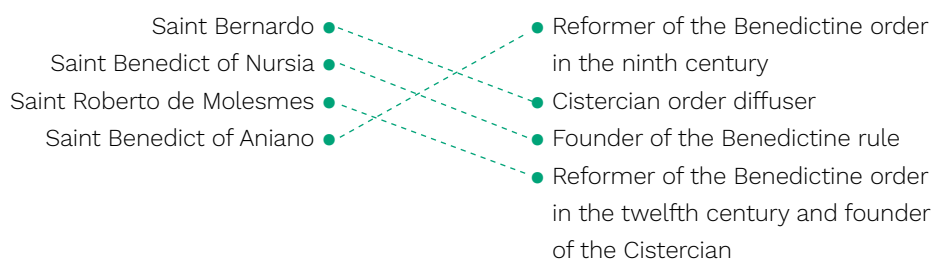 Saint Bernardo
Saint Benedict of Nursia
Saint Roberto de Molesmes
Saint Benedict of Aniano
Reformer of the Benedictine order
in the ninth century
Cistercian order diffuser
Founder of the Benedictine rule
Reformer of the Benedictine order
in the twelfth century and founder
of the Cistercian